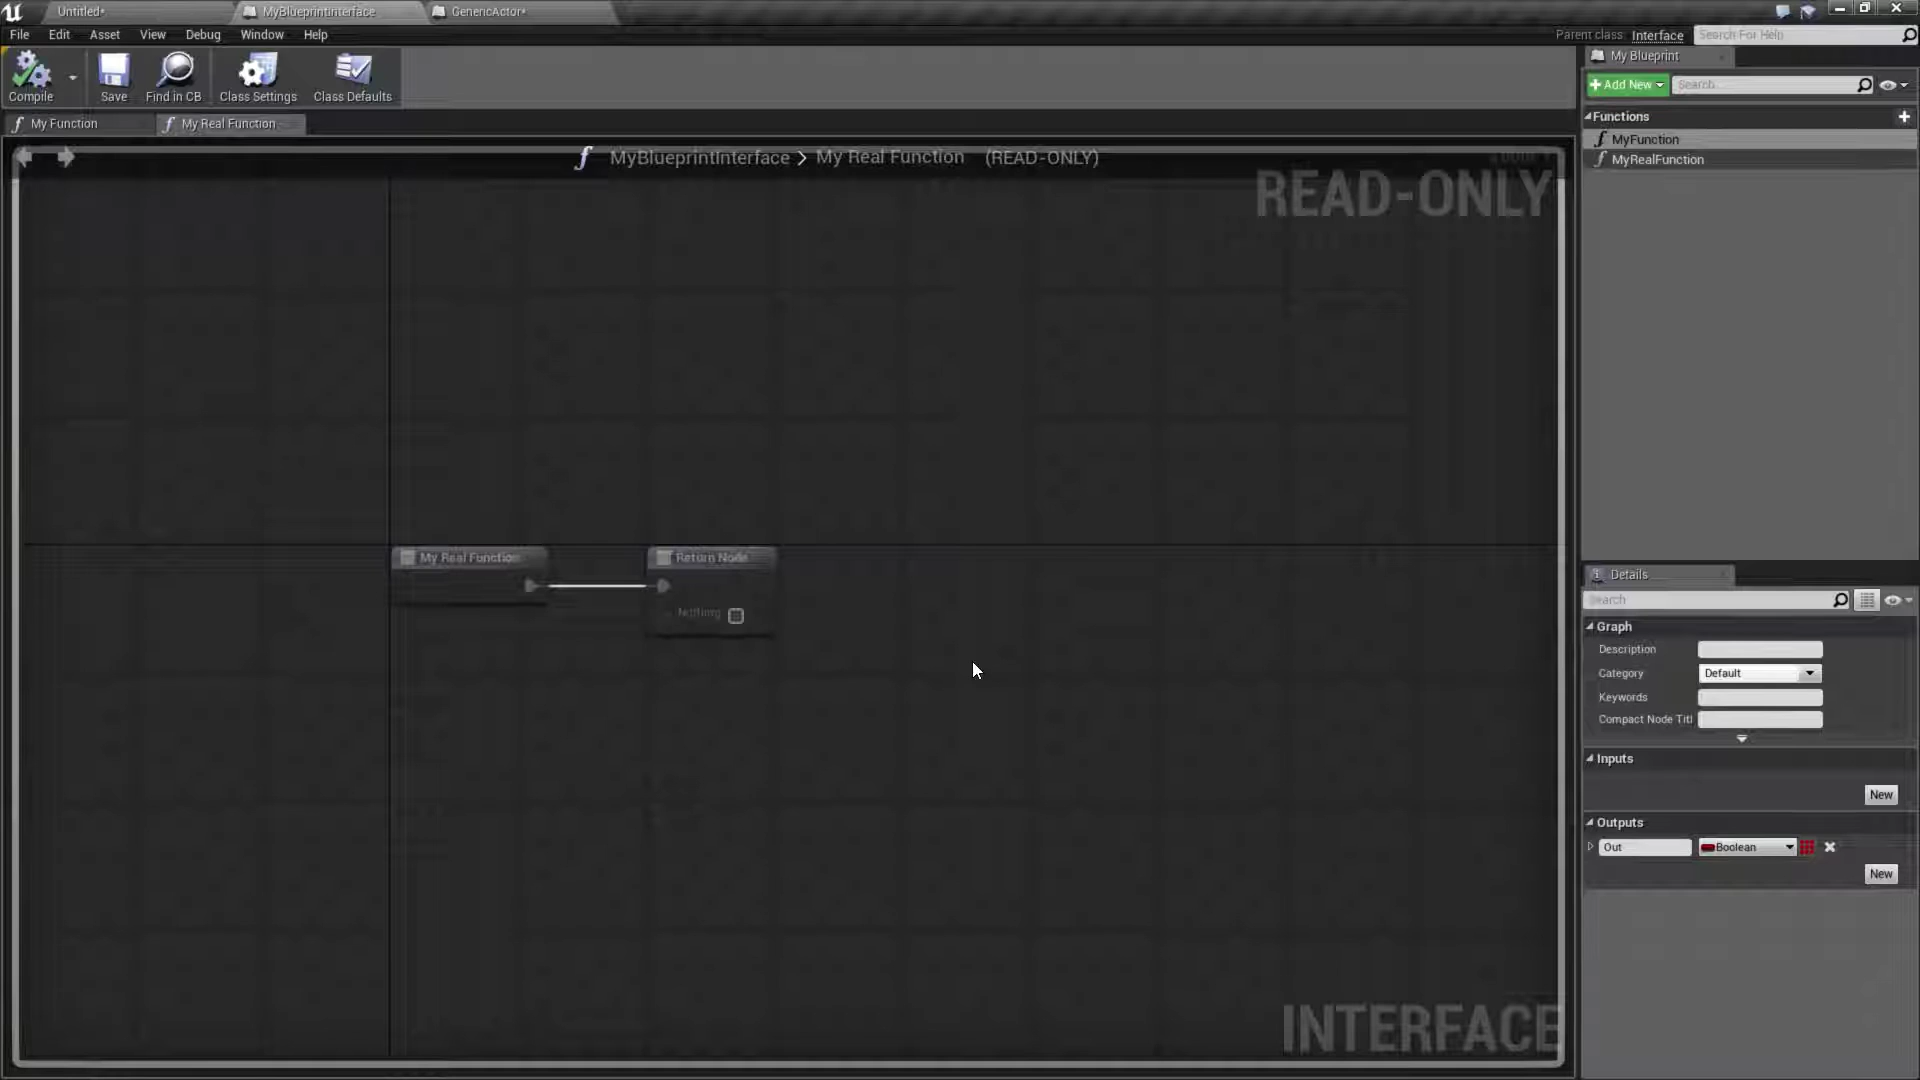 Untitled*
MyBlueprintInterface
GenericActor*
File Edit Asset View Debug Window Help
Parent class: Interface Search For Help
Compile Save Find in CB Class Settings Class Defaults
My Blueprint
+ Add New Search
Functions
My Function My Real Function
MyFunction
MyRealFunction
MyBlueprintInterface > My Real Function (READ-ONLY)
READ-ONLY
My Real Function
Return Node
Nothing
Details
Search
Graph
Description
Category Default
Keywords
Compact Node Titl
Inputs
New
Outputs
Out Boolean
New
INTERFACE